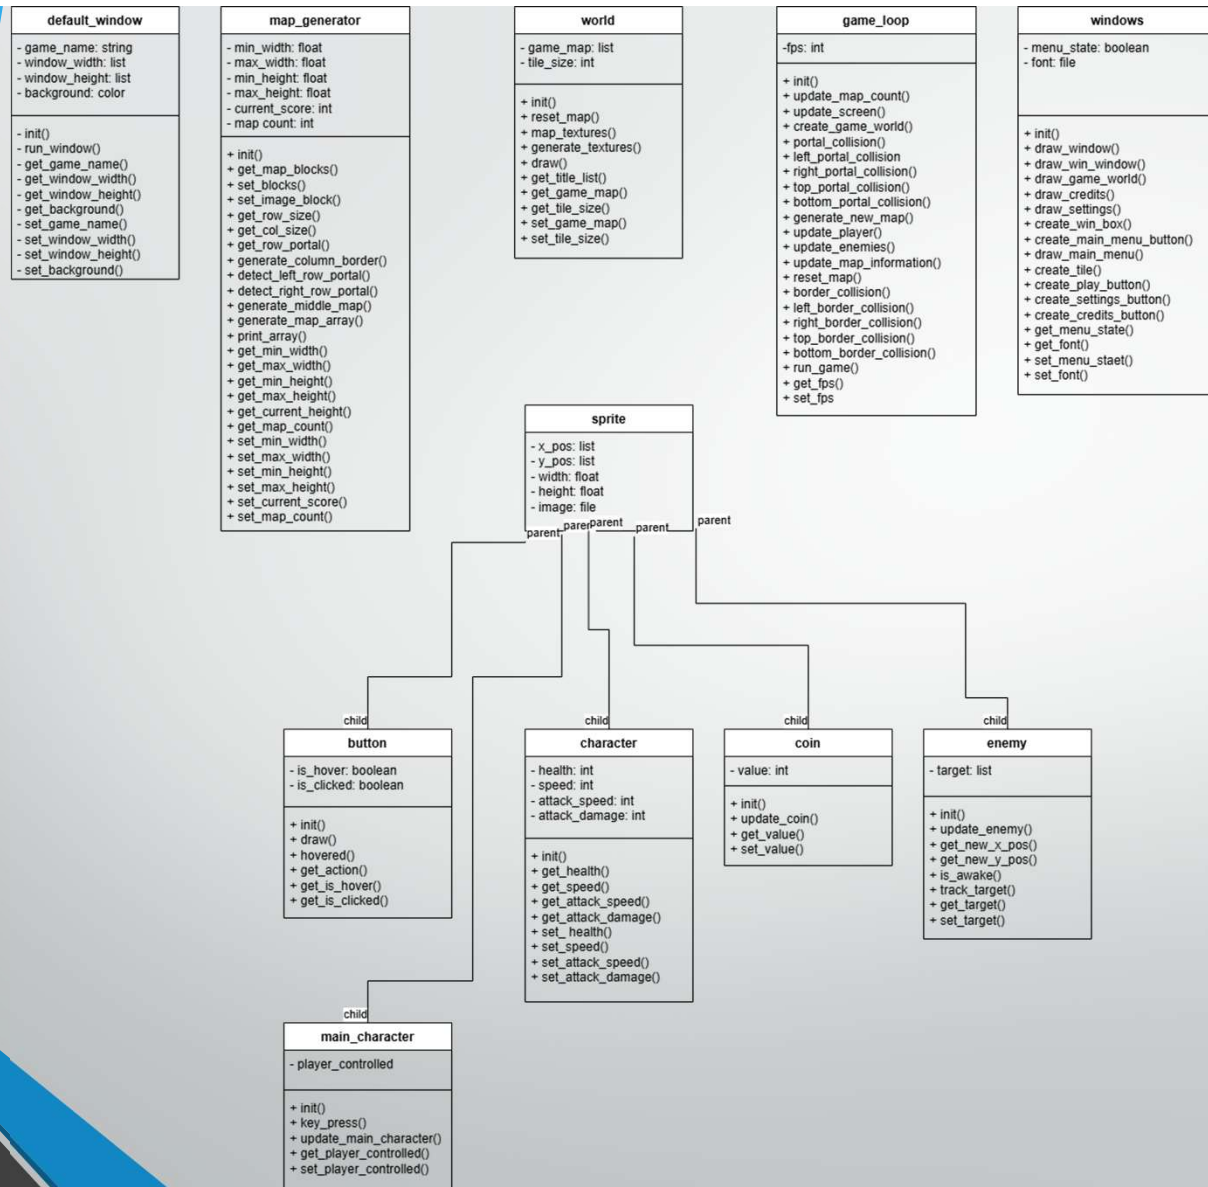 default_window
- game_name: string
- window_width: list
- window_height: list
- background: color
- init()
- run_window()
- get_game_name()
- get_window_width()
- get_window_height()
- get_background()
- set_game_name()
- set_window_width()
- set_window_height()
- set_background()
map_generator
- min_width: float
- max_width: float
- min_height: float
- max_height: float
- current_score: int
- map count: int
+ init()
+ get_map_blocks()
+ set_blocks()
+ set_image_block()
+ get_row_size()
+ get_col_size()
+ get_row_portal()
+ generate_column_border()
+ detect_left_row_portal()
+ detect_right_row_portal()
+ generate_middle_map()
+ generate_map_array()
+ print_array()
+ get_min_width()
+ get_max_width()
+ get_min_height()
+ get_max_height()
+ get_current_height()
+ get_map_count()
+ set_min_width()
+ set_max_width()
+ set_min_height()
+ set_max_height()
+ set_current_score()
+ set_map_count()
world
- game_map: list
- tile_size: int
+ init()
+ reset_map()
+ map_textures()
+ generate_textures()
+ draw()
+ get_title_list()
+ get_game_map()
+ get_tile_size()
+ set_game_map()
+ set_tile_size()
game_loop
-fps: int
+ init()
+ update_map_count()
+ update_screen()
+ create_game_world()
+ portal_collision()
+ left_portal_collision
+ right_portal_collision()
+ top_portal_collision()
+ bottom_portal_collision()
+ generate_new_map()
+ update_player()
+ update_enemies()
+ update_map_information()
+ reset_map()
+ border_collision()
+ left_border_collision()
+ right_border_collision()
+ top_border_collision()
+ bottom_border_collision()
+ run_game()
+ get_fps()
+ set_fps
windows
- menu_state: boolean
- font: file
+ init()
+ draw_window()
+ draw_win_window()
+ draw_game_world()
+ draw_credits()
+ draw_settings()
+ create_win_box()
+ create_main_menu_button()
+ draw_main_menu()
+ create_tile()
+ create_play_button()
+ create_settings_button()
+ create_credits_button()
+ get_menu_state()
+ get_font()
+ set_menu_staet()
+ set_font()
sprite
- x_pos: list
- y_pos: list
- width: float
- height: float
- image: file
parent
parent
parent
parent
parent
child
button
- is_hover: boolean
- is_clicked: boolean
+ init()
+ draw()
+ hovered()
+ get_action()
+ get_is_hover()
+ get_is_clicked()
child
character
- health: int
- speed: int
- attack_speed: int
- attack_damage: int
+ init()
+ get_health()
+ get_speed()
+ get_attack_speed()
+ get_attack_damage()
+ set_ health()
+ set_speed()
+ set_attack_speed()
+ set_attack_damage()
child
coin
- value: int
+ init()
+ update_coin()
+ get_value()
+ set_value()
child
enemy
- target: list
+ init()
+ update_enemy()
+ get_new_x_pos()
+ get_new_y_pos()
+ is_awake()
+ track_target()
+ get_target()
+ set_target()
child
main_character
- player_controlled
+ init()
+ key_press()
+ update_main_character()
+ get_player_controlled()
+ set_player_controlled()